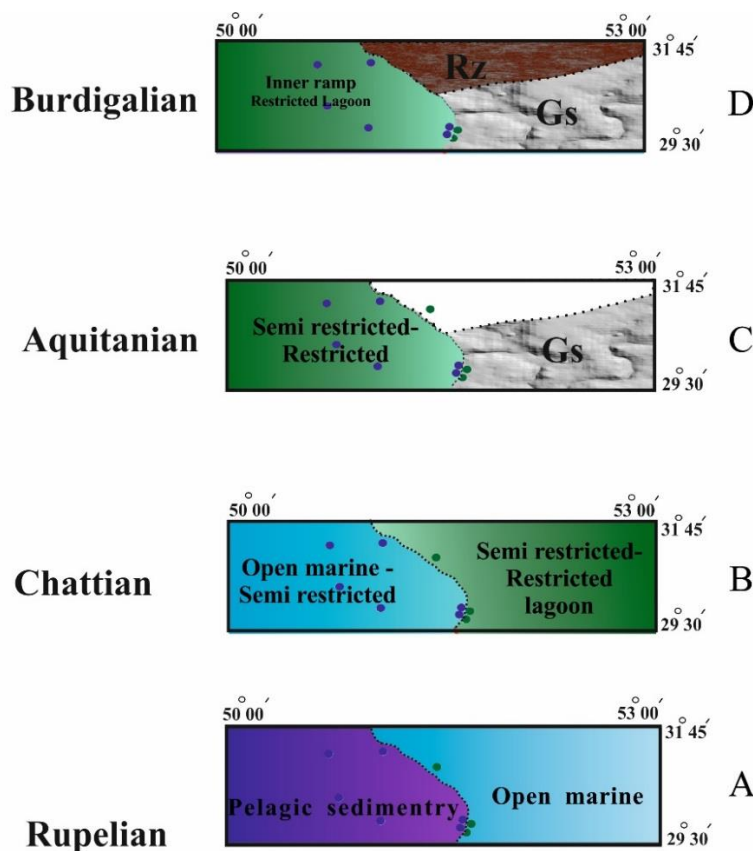 50° 00′ 53° 00′
31° 45′
Rz
Inner ramp
Restricted Lagoon
Burdigalian
Gs
D
29° 30′
50° 00′ 53° 00′
31° 45′
Aquitanian
Semi restricted-
Restricted
Gs
C
29° 30′
50° 00′ 53° 00′
31° 45′
Chattian
Open marine -
Semi restricted
Semi restricted-
Restricted
lagoon
B
29° 30′
50° 00′ 53° 00′
31° 45′
A
Pelagic sedimentry
Open marine
29° 30′
Rupelian